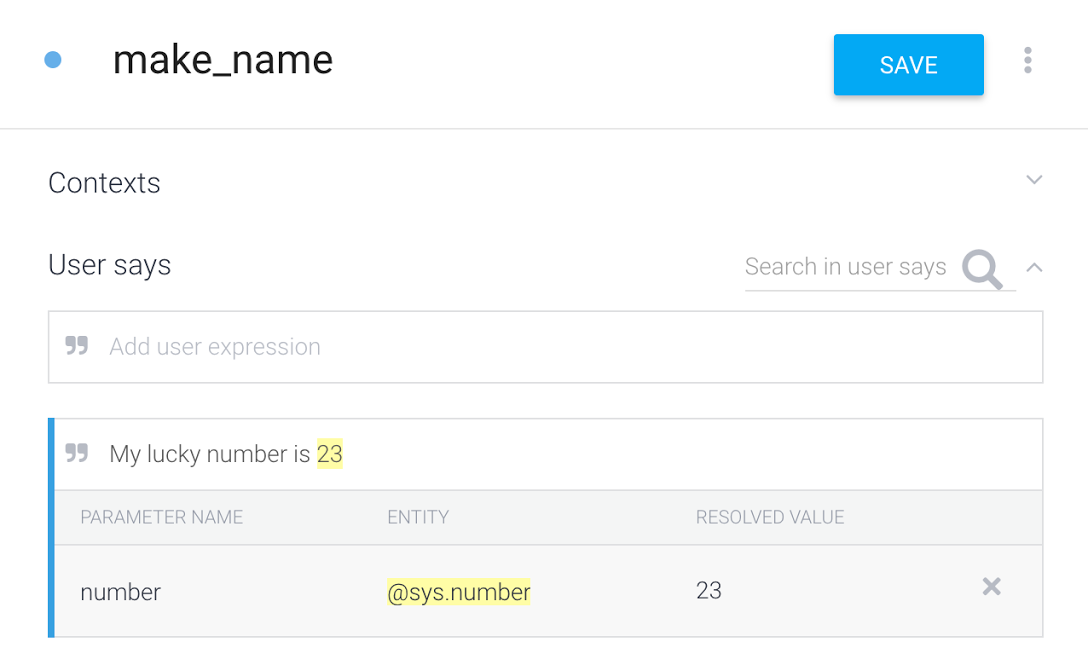 make_name
SAVE
Contexts
User says
Search in user says
Add user expression
My lucky number is 23
PARAMETER NAME ENTITY RESOLVED VALUE
number @sys.number 23